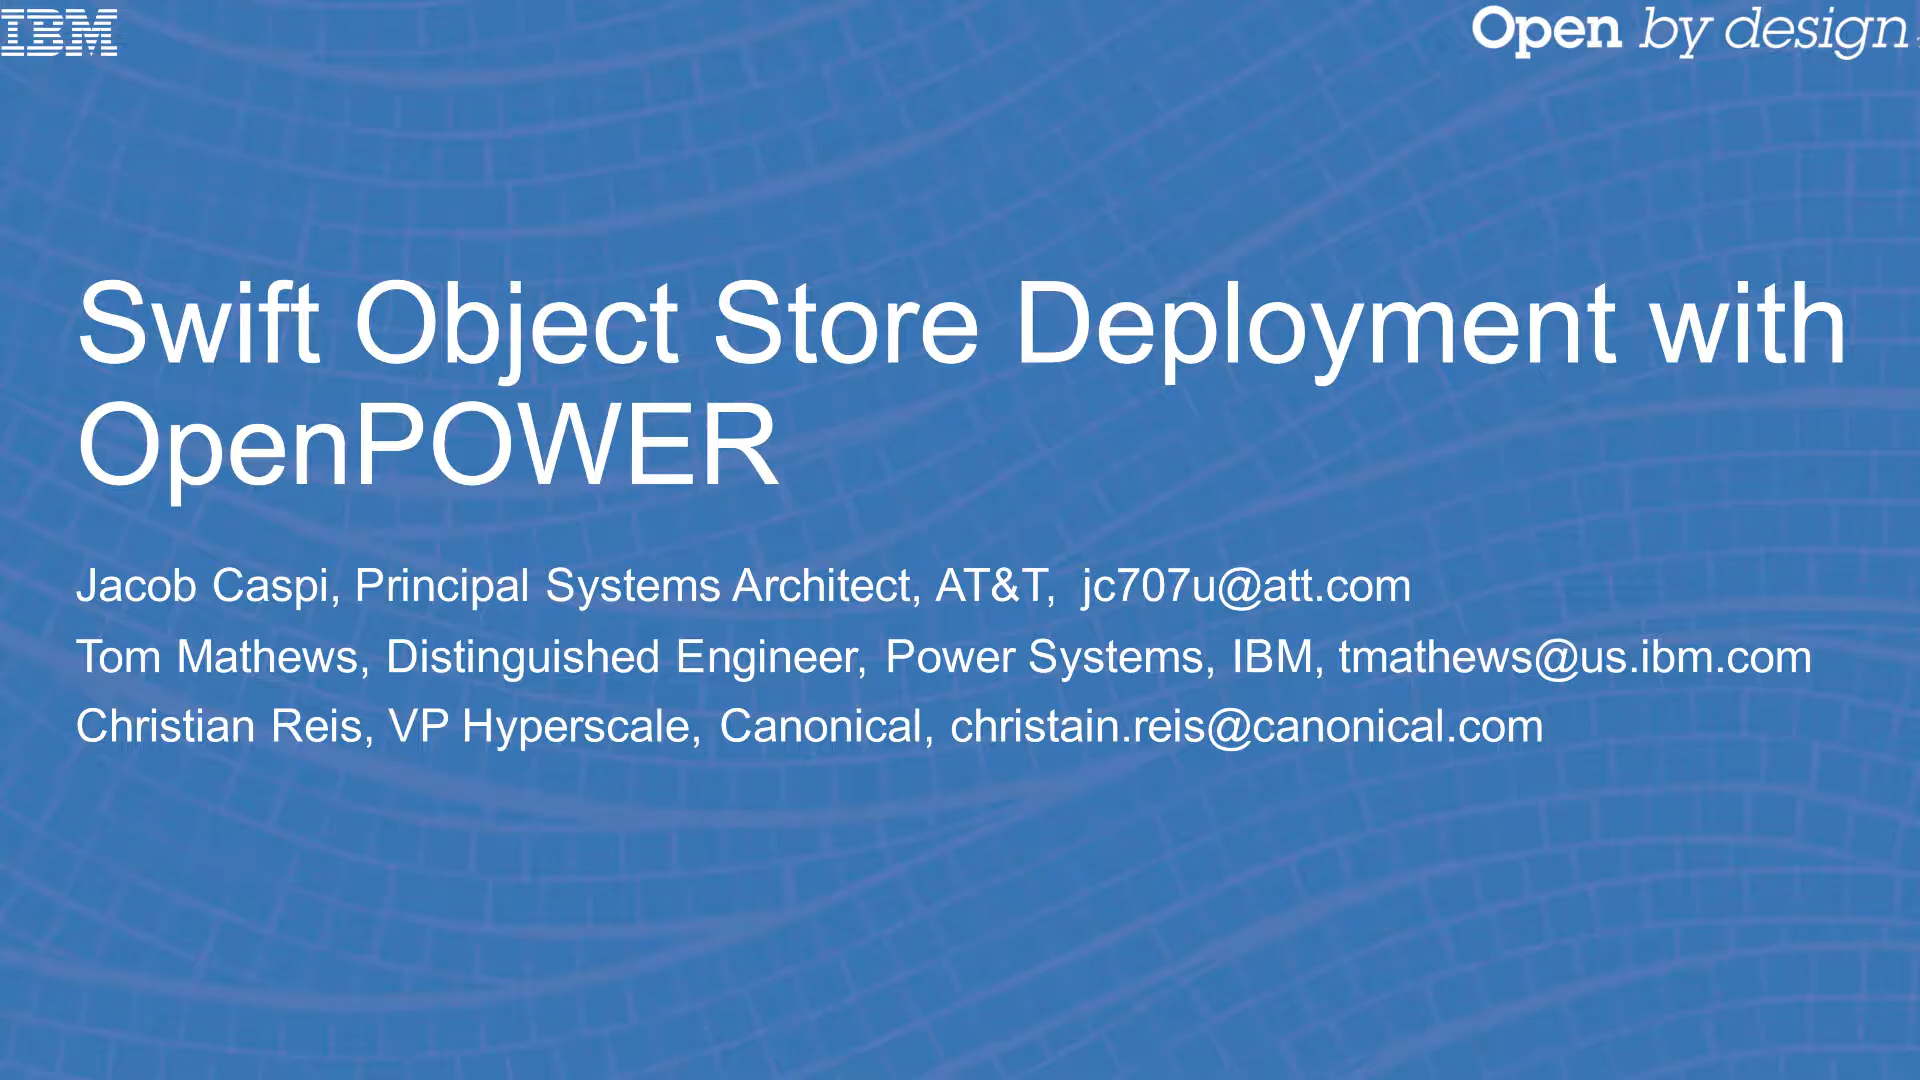 IBM
Open by design
Swift Object Store Deployment with
OpenPOWER
Jacob Caspi, Principal Systems Architect, AT&T, jc707u@att.com
Tom Mathews, Distinguished Engineer, Power Systems, IBM, tmathews@us.ibm.com
Christian Reis, VP Hyperscale, Canonical, christain.reis@canonical.com